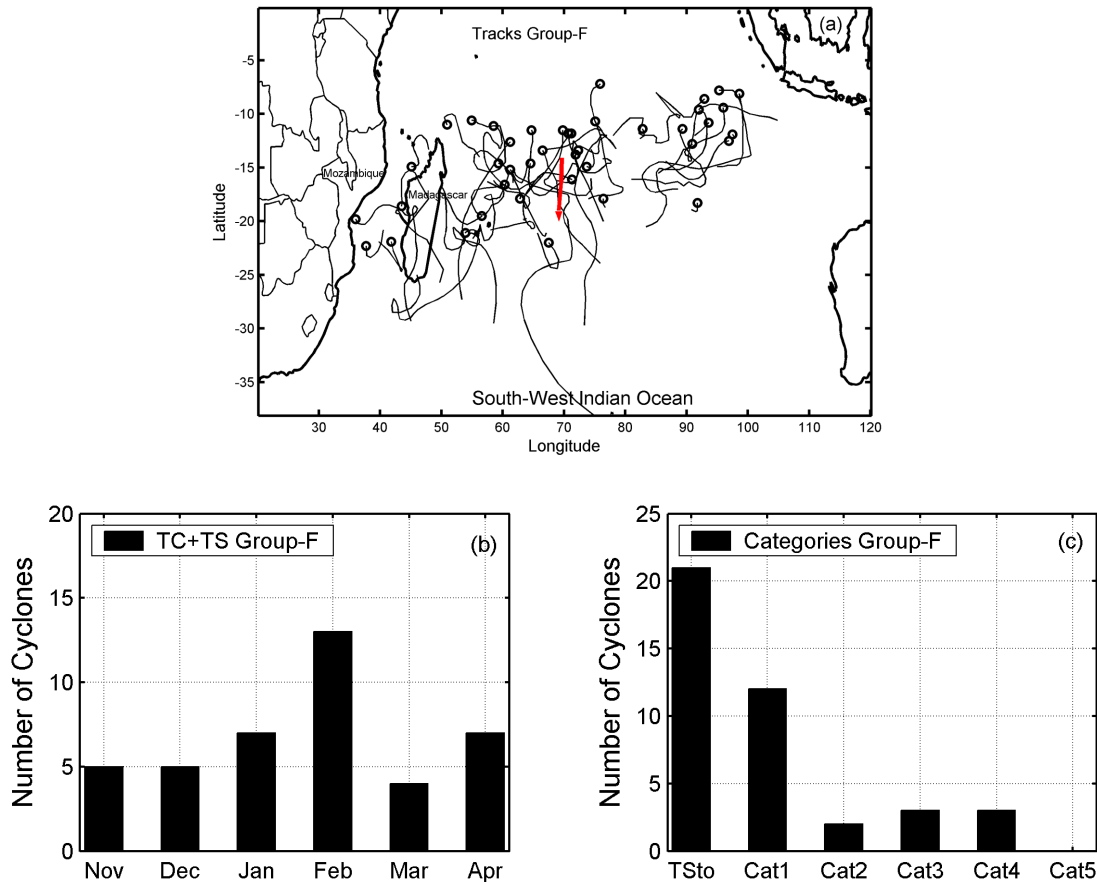 (a)
Tracks Group-F
-5
-10
-15
-20
-25
-30
-35
Latitude
Mozambique
Madagascar
South-West Indian Ocean
30 40 50 60 70 80 90 100 110 120
Longitude
20
15
10
5
0
Number of Cyclones
TC+TS Group-F
(b)
Nov Dec Jan Feb Mar Apr
25
20
15
10
5
0
Number of Cyclones
Categories Group-F
(c)
TSto Cat1 Cat2 Cat3 Cat4 Cat5